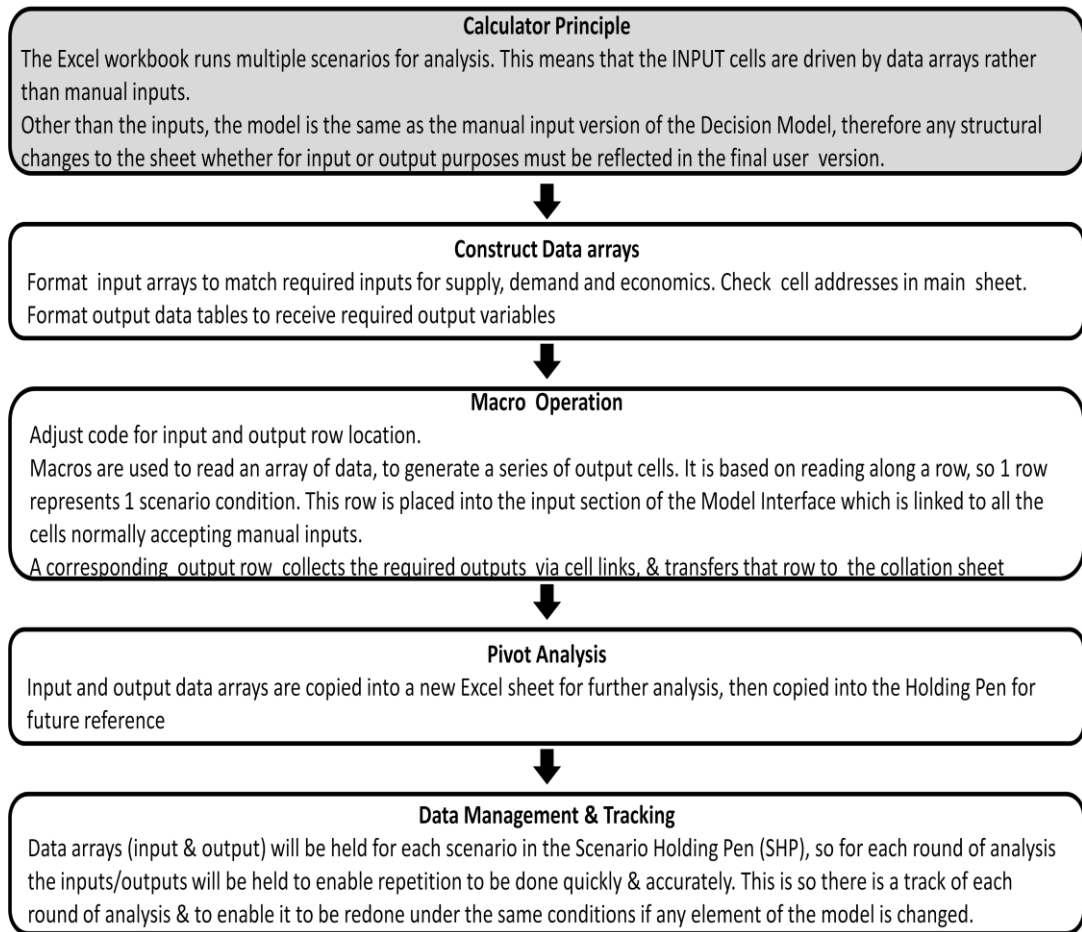 Calculator Principle
The Excel workbook runs multiple scenarios for analysis. This means that the INPUT cells are driven by data arrays rather
than manual inputs.
Other than the inputs, the model is the same as the manual input version of the Decision Model, therefore any structural
changes to the sheet whether for input or output purposes must be reflected in the final user version.
Construct Data arrays
Format input arrays to match required inputs for supply, demand and economics. Check cell addresses in main sheet.
Format output data tables to receive required output variables
Macro Operation
Adjust code for input and output row location.
Macros are used to read an array of data, to generate a series of output cells. It is based on reading along a row, so 1 row
represents 1 scenario condition. This row is placed into the input section of the Model Interface which is linked to all the
cells normally accepting manual inputs.
A corresponding output row collects the required outputs via cell links, & transfers that row to the collation sheet
Pivot Analysis
Input and output data arrays are copied into a new Excel sheet for further analysis, then copied into the Holding Pen for
future reference
Data Management & Tracking
Data arrays (input & output) will be held for each scenario in the Scenario Holding Pen (SHP), so for each round of analysis
the inputs/outputs will be held to enable repetition to be done quickly & accurately. This is so there is a track of each
round of analysis & to enable it to be redone under the same conditions if any element of the model is changed.